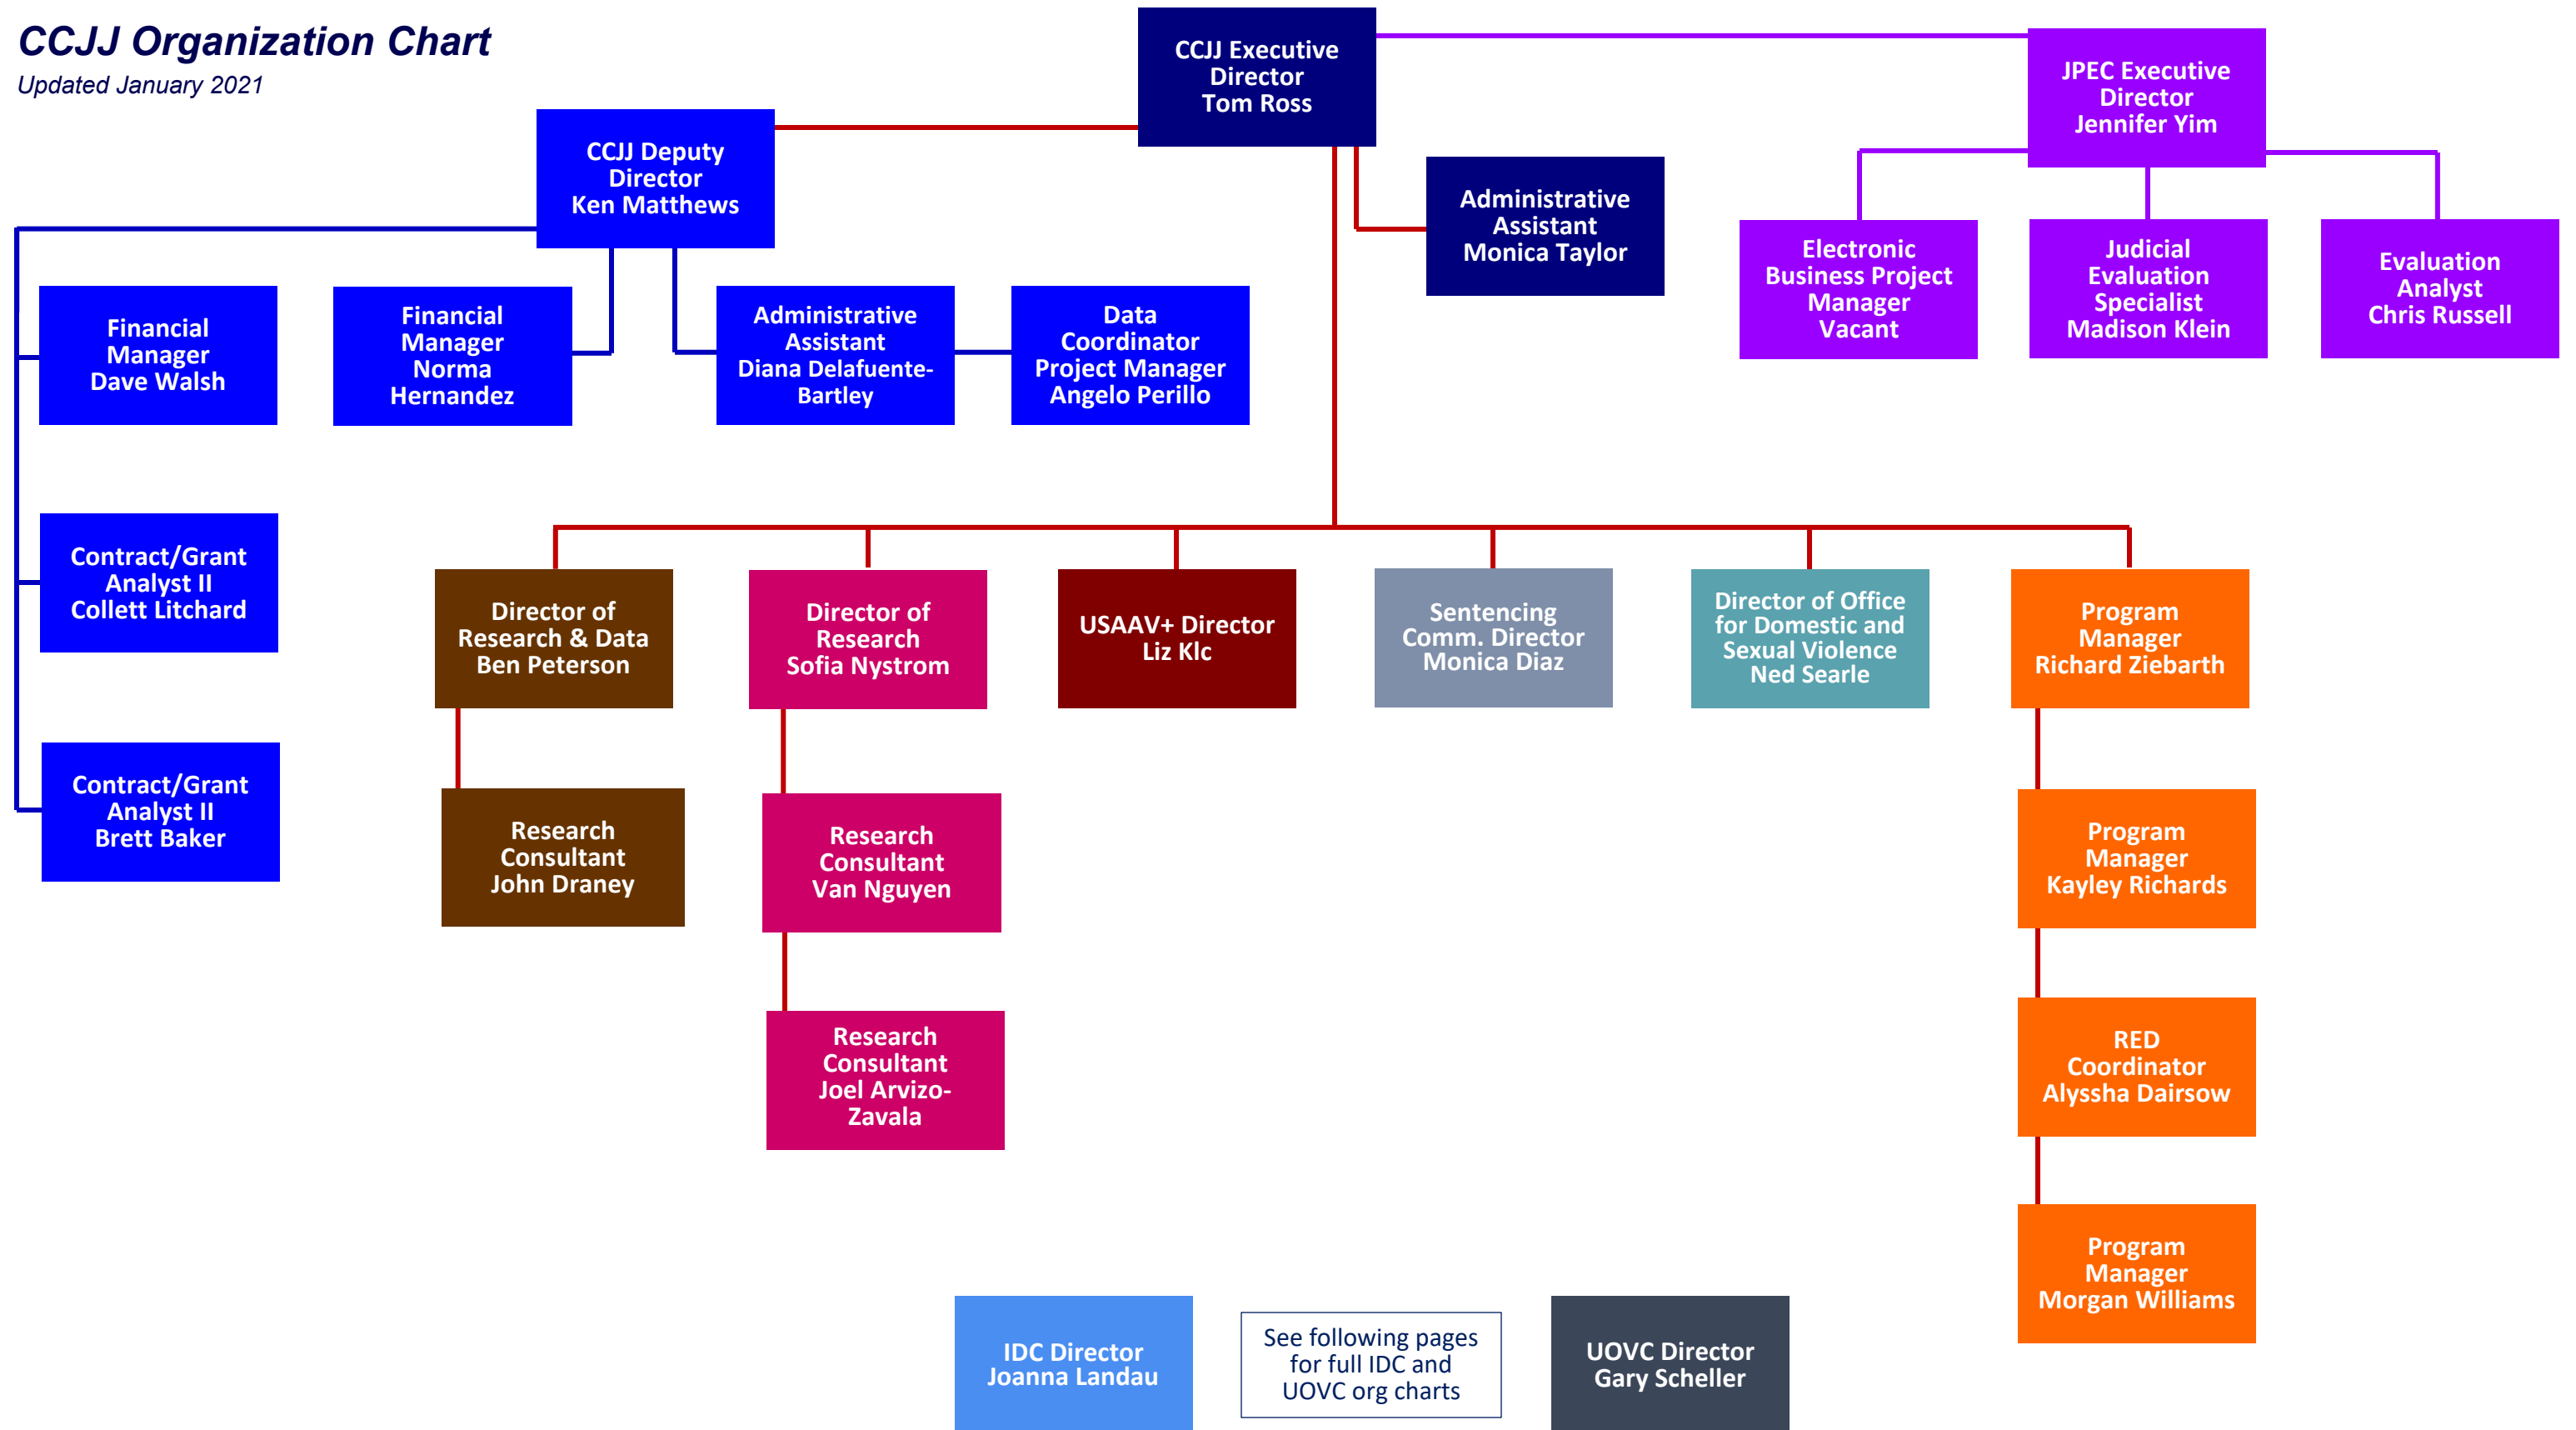 CCJJ Organization Chart
Updated January 2021
CCJJ Executive
Director
Tom Ross
JPEC Executive
Director
Jennifer Yim
CCJJ Deputy
Director
Ken Matthews
Administrative
Assistant
Monica Taylor
Electronic
Business Project
Manager
Vacant
Judicial
Evaluation
Specialist
Madison Klein
Evaluation
Analyst
Chris Russell
Financial
Manager
Dave Walsh
Financial
Manager
Norma
Hernandez
Administrative
Assistant
Diana Delafuente-
Bartley
Data
Coordinator
Project Manager
Angelo Perillo
Contract/Grant
Analyst II
Collett Litchard
Contract/Grant
Analyst II
Brett Baker
Director of
Research & Data
Ben Peterson
Director of
Research
Sofia Nystrom
USAAV+ Director
Liz Klc
Sentencing
Comm. Director
Monica Diaz
Director of Office
for Domestic and
Sexual Violence
Ned Searle
Program
Manager
Richard Ziebarth
Research
Consultant
John Draney
Research
Consultant
Van Nguyen
Program
Manager
Kayley Richards
Research
Consultant
Joel Arvizo-
Zavala
RED
Coordinator
Alyssha Dairsow
Program
Manager
Morgan Williams
IDC Director
Joanna Landau
See following pages
for full IDC and
UOVC org charts
UOVC Director
Gary Scheller